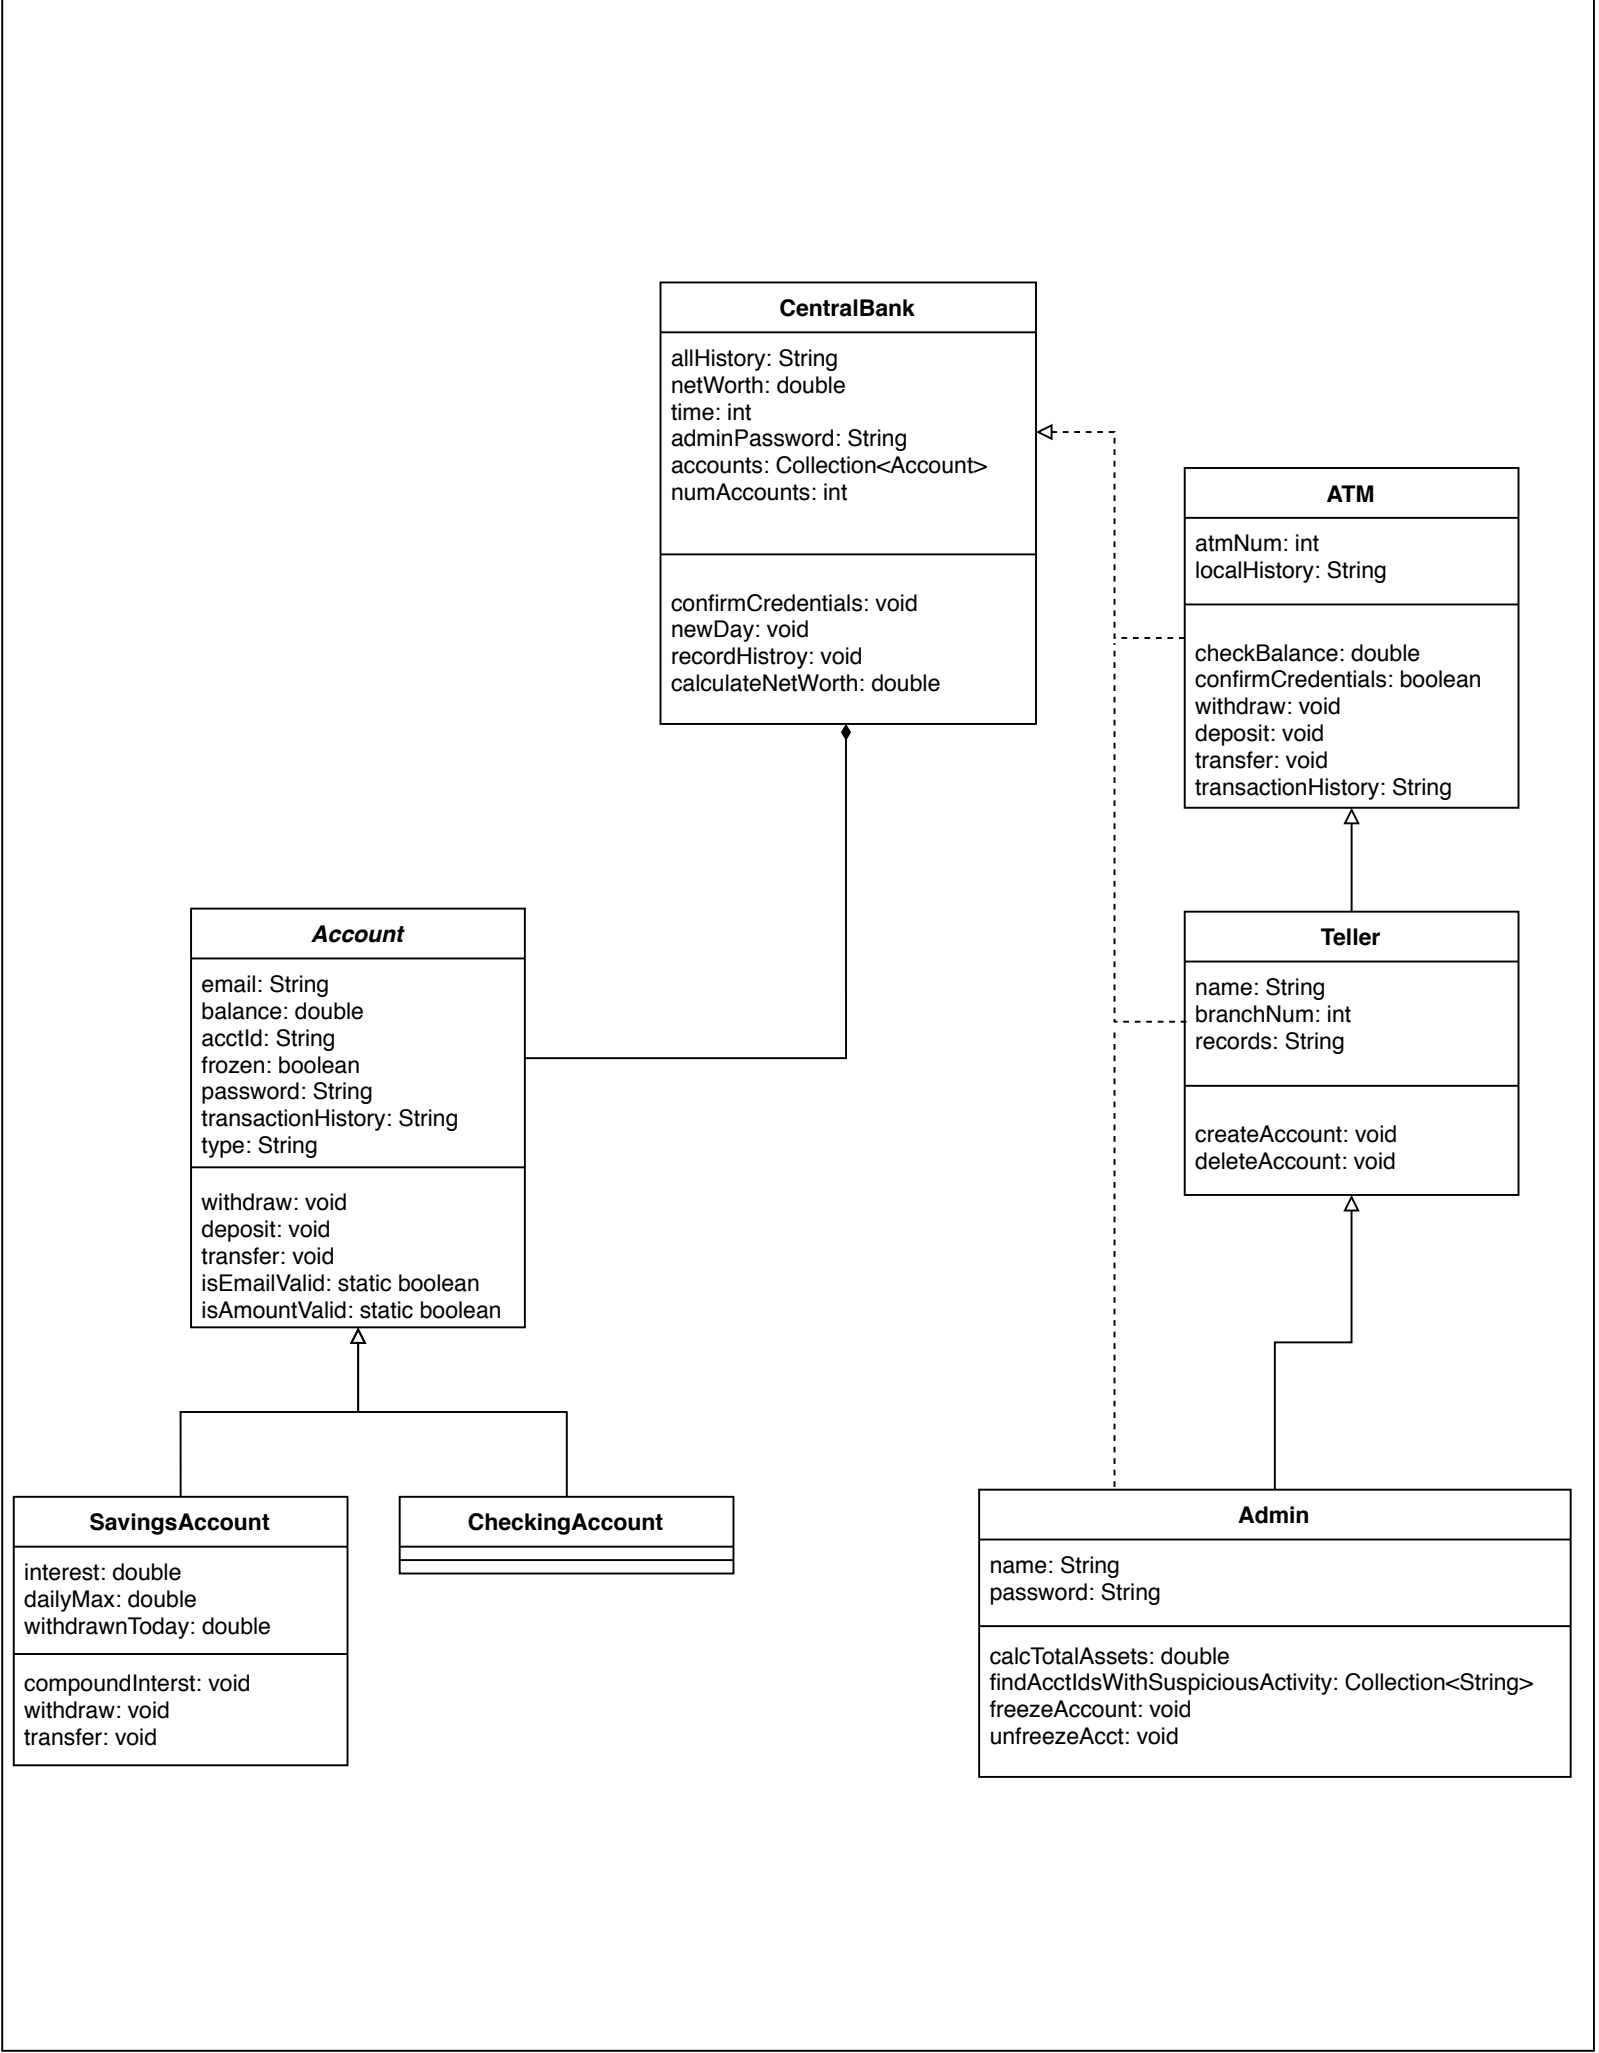 CentralBank
allHistory: String
netWorth: double
time: int
adminPassword: String
accounts: Collection<Account>
numAccounts: int
confirmCredentials: void
newDay: void
recordHistroy: void
calculateNetWorth: double
ATM
atmNum: int
localHistory: String
checkBalance: double
confirmCredentials: boolean
withdraw: void
deposit: void
transfer: void
transactionHistory: String
Account
email: String
balance: double
acctId: String
frozen: boolean
password: String
transactionHistory: String
type: String
withdraw: void
deposit: void
transfer: void
isEmailValid: static boolean
isAmountValid: static boolean
Teller
name: String
branchNum: int
records: String
createAccount: void
deleteAccount: void
SavingsAccount
interest: double
dailyMax: double
withdrawnToday: double
compoundInterst: void
withdraw: void
transfer: void
CheckingAccount
Admin
name: String
password: String
calcTotalAssets: double
findAcctIdsWithSuspiciousActivity: Collection<String>
freezeAccount: void
unfreezeAcct: void